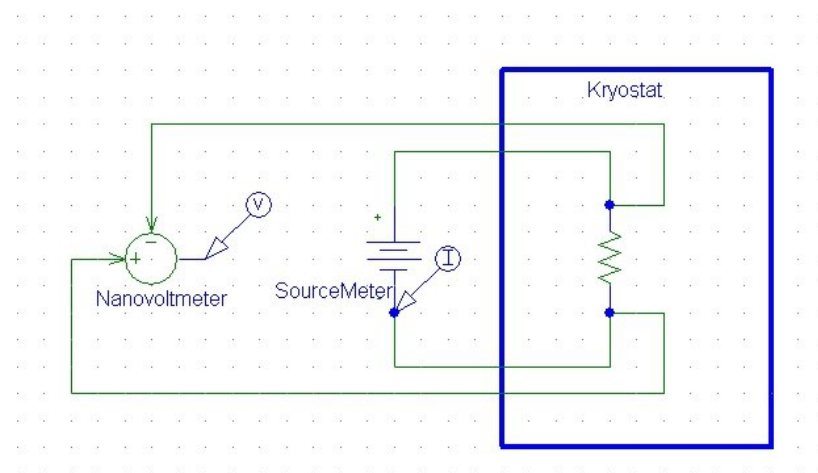 Kryostat
V
+
−
+
I
SourceMeter
Nanovoltmeter